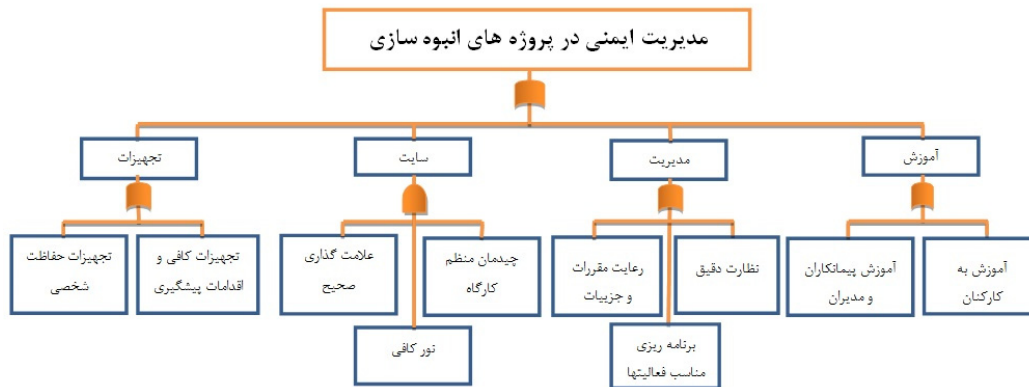 مدیریت ایمنی در پروژه های انبوه سازی
آموزش
مدیریت
سایت
تجهیزات
آموزش به
کارکنان
آموزش پیمانکاران
و مدیران
نظارت دقیق
رعایت مقررات
و جزییات
برنامه ریزی
مناسب فعالیتها
چیدمان منظم
کارگاه
علامت گذاری
صحیح
نور کافی
تجهیزات کافی و
اقدامات پیشگیری
تجهیزات حفاظت
شخصی